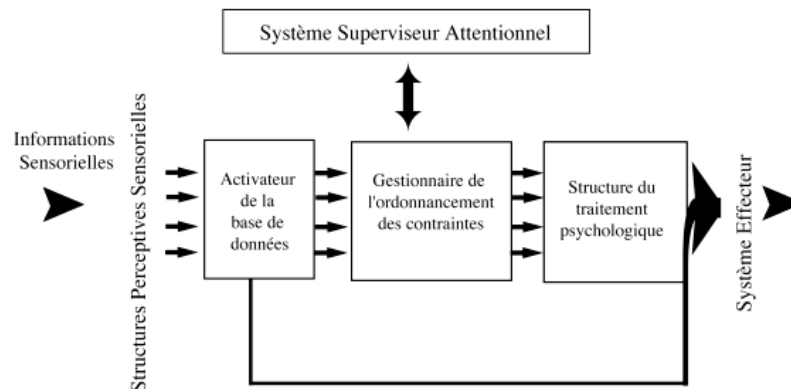 Système Superviseur Attentionnel
Informations
Sensorielles
Structures Perceptives Sensorielles
Activateur
de la
base de
données
Gestionnaire de
l'ordonnancement
des contraintes
Structure du
traitement
psychologique
Système Effecteur